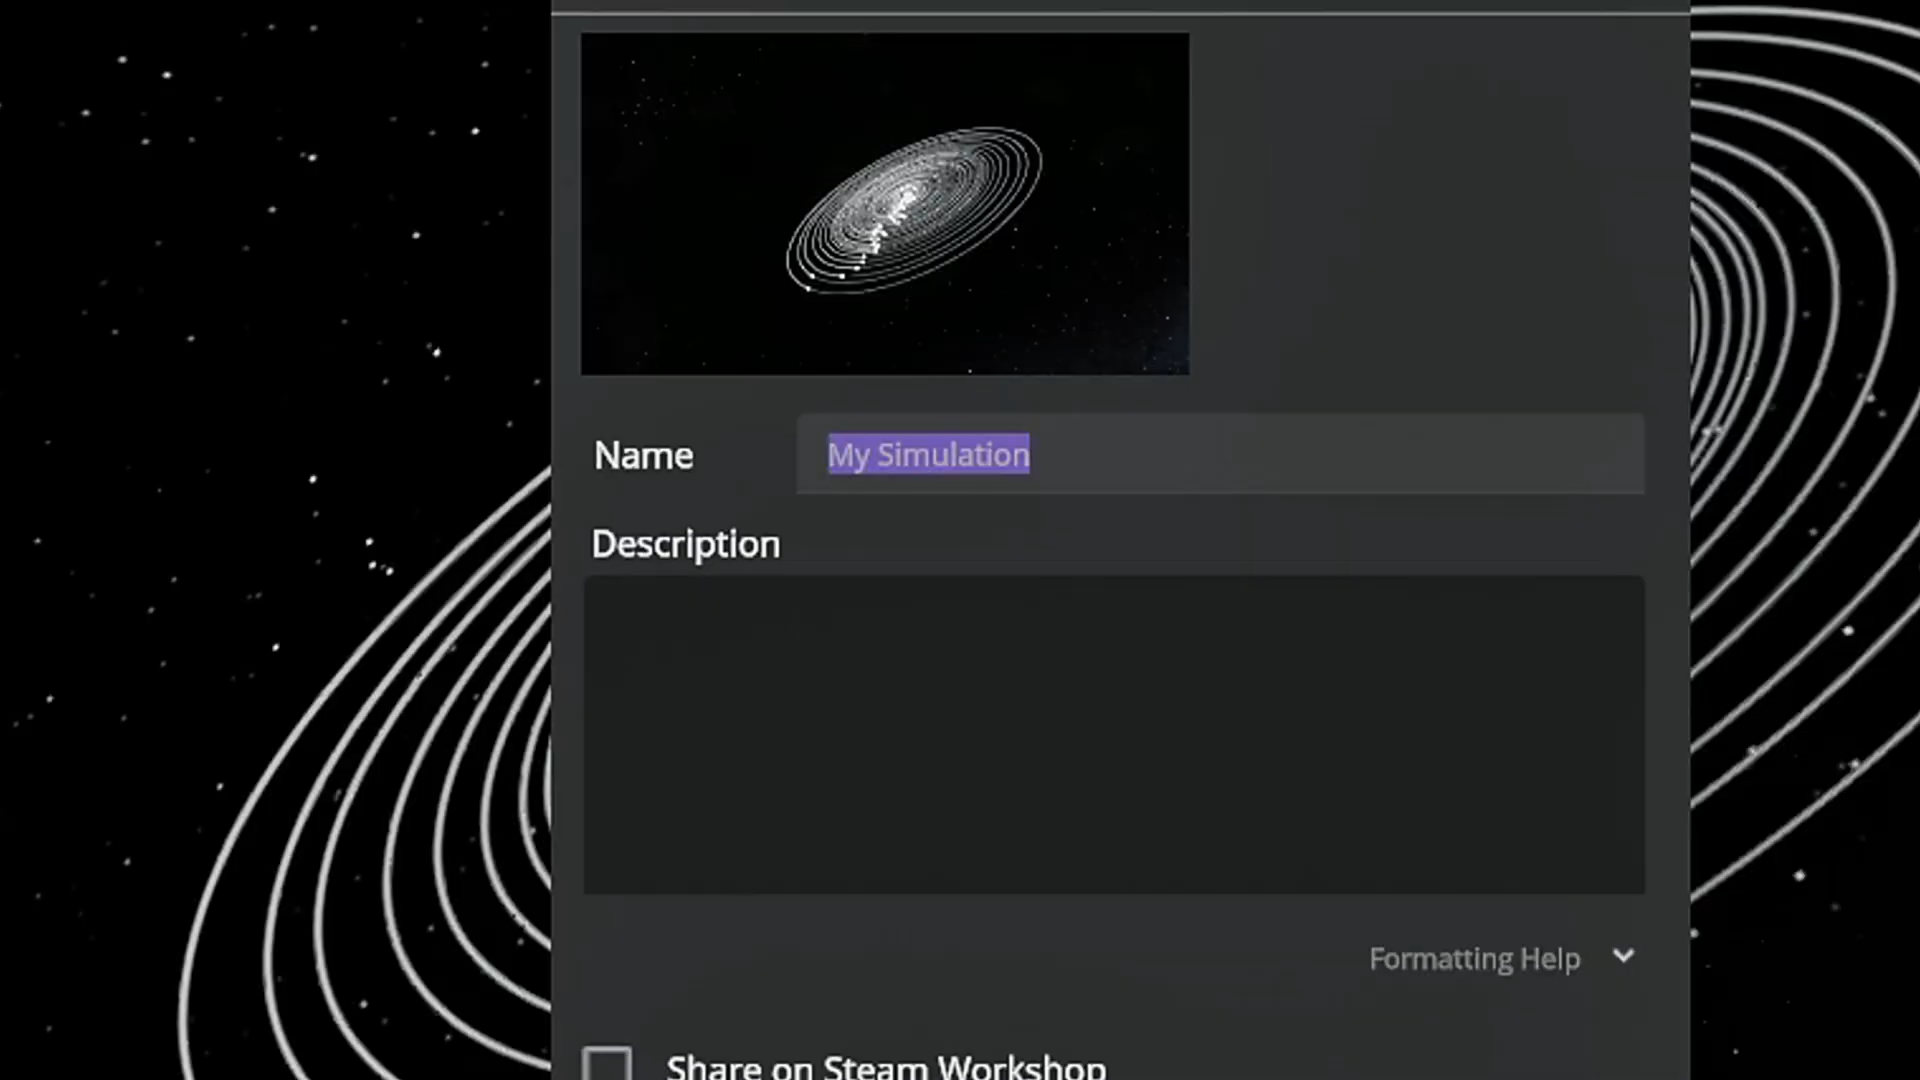 Name
My Simulation
Description
Formatting Help
Share on Steam Workshop